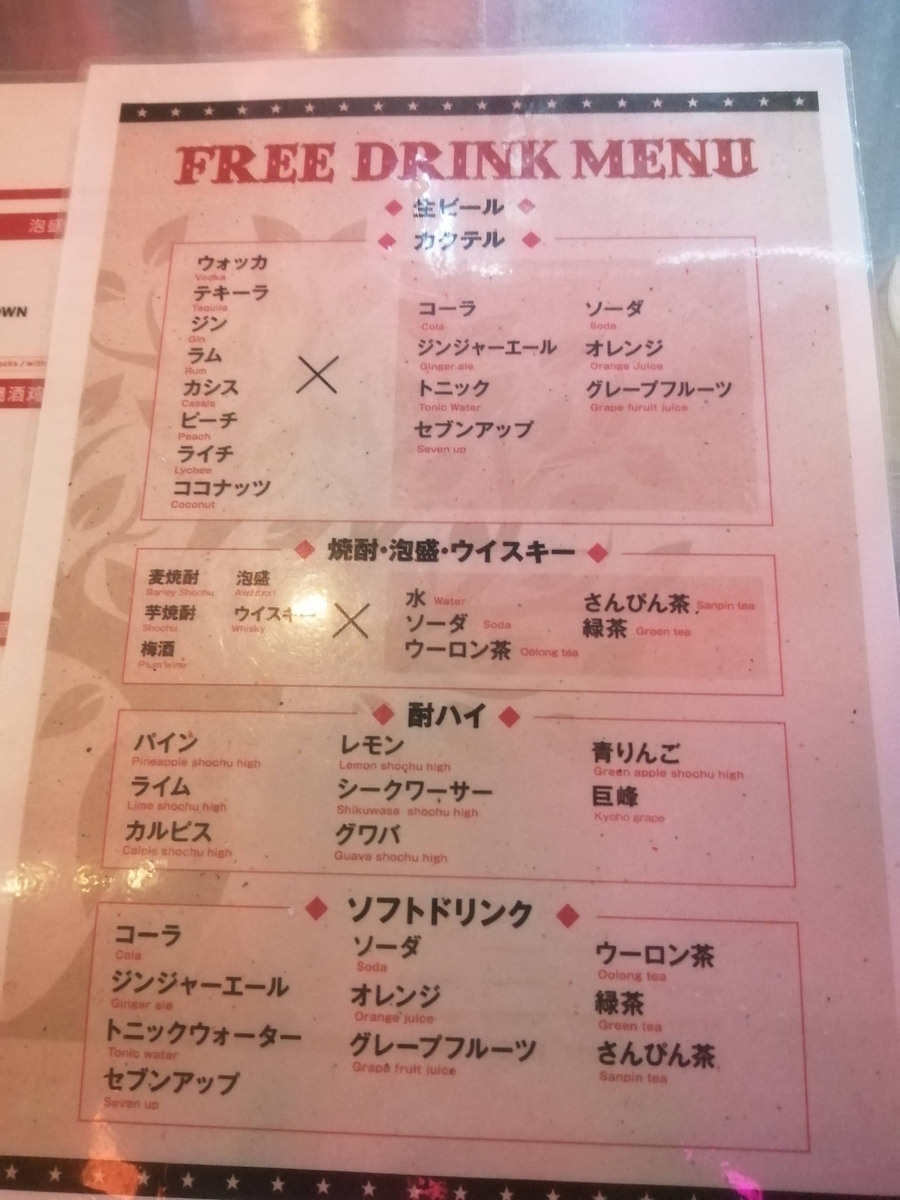 FREE DRINK MENU
生ビール
カクテル
ウォッカ
Vodka
テキーラ
Tequila
ジン
Gin
ラム
Rum
カシス
Cassis
ピーチ
Peach
ライチ
Lychee
ココナッツ
Coconut
×
コーラ
Cola
ジンジャーエール
Ginger ale
トニック
Tonic Water
セブンアップ
Seven up
ソーダ
Soda
オレンジ
Orange Juice
グレープフルーツ
Grape furuit juice
焼酎・泡盛・ウイスキー
麦焼酎
Barley Shochu
芋焼酎
Shochu
梅酒
Plum wine
泡盛
Awamori
ウイスキー
Whisky
×
水 Water
ソーダ Soda
ウーロン茶 Oolong tea
さんぴん茶 Sanpin tea
緑茶 Green tea
酎ハイ
パイン
Pineapple shochu high
ライム
Lime shochu high
カルピス
Calpis shochu high
レモン
Lemon shochu high
シークワーサー
Shikuwasa shochu high
グワバ
Guava shochu high
青りんご
Green apple shochu high
巨峰
Kyoho grape
ソフトドリンク
コーラ
Cola
ジンジャーエール
Ginger ale
トニックウォーター
Tonic water
セブンアップ
Seven up
ソーダ
Soda
オレンジ
Orange juice
グレープフルーツ
Grape fruit juice
ウーロン茶
Oolong tea
緑茶
Green tea
さんぴん茶
Sanpin tea
泡盛
OWN